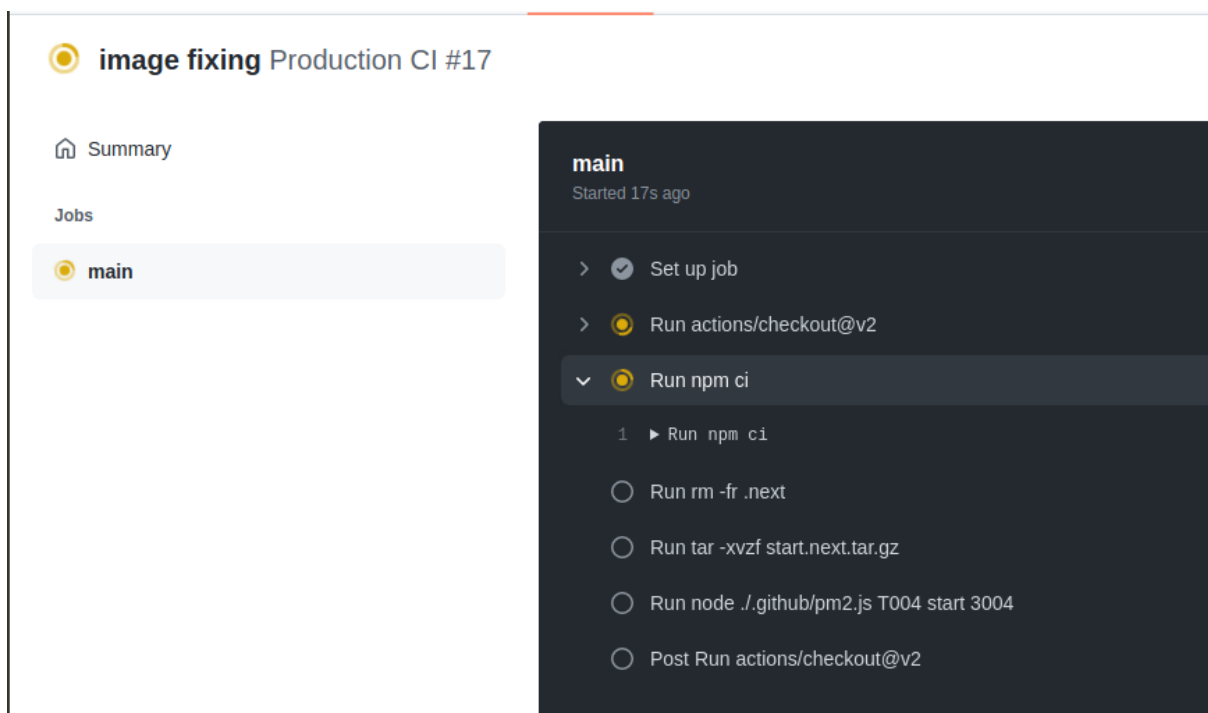 image fixing Production CI #17
Summary
Jobs
main
main
Started 17s ago
Set up job
Run actions/checkout@v2
Run npm ci
1 Run npm ci
Run rm -fr .next
Run tar -xvzf start.next.tar.gz
Run node ./.github/pm2.js T004 start 3004
Post Run actions/checkout@v2